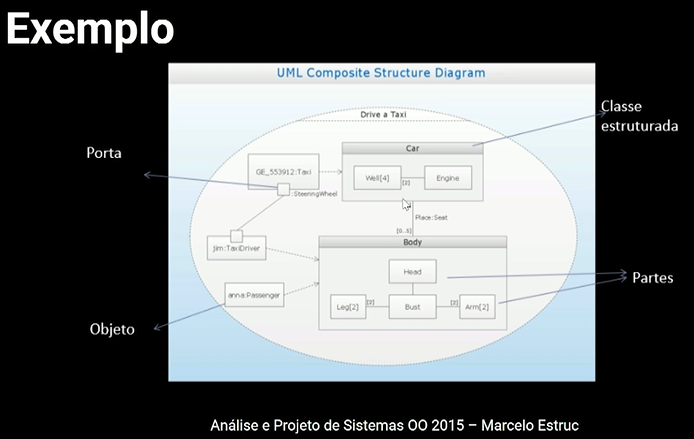 Exemplo
UML Composite Structure Diagram
Drive a Taxi
Classe
estruturada
Porta
Car
GE_553912:Taxi
Well[4]
[2]
Engine
:SteeringWheel
Place:Seat
[0..5]
jim:TaxiDriver
Body
Head
anna:Passenger
Partes
Leg[2]
[2]
Bust
[2]
Arm[2]
Objeto
Análise e Projeto de Sistemas OO 2015 – Marcelo Estruc